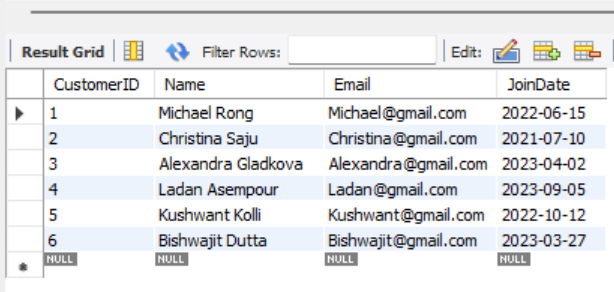 Result Grid Filter Rows: Edit:
CustomerID Name Email JoinDate
1 Michael Rong Michael@gmail.com 2022-06-15
2 Christina Saju Christina@gmail.com 2021-07-10
3 Alexandra Gladkova Alexandra@gmail.com 2023-04-02
4 Ladan Asempour Ladan@gmail.com 2023-09-05
5 Kushwant Kolli Kushwant@gmail.com 2022-10-12
6 Bishwajit Dutta Bishwajit@gmail.com 2023-03-27
NULL NULL NULL NULL